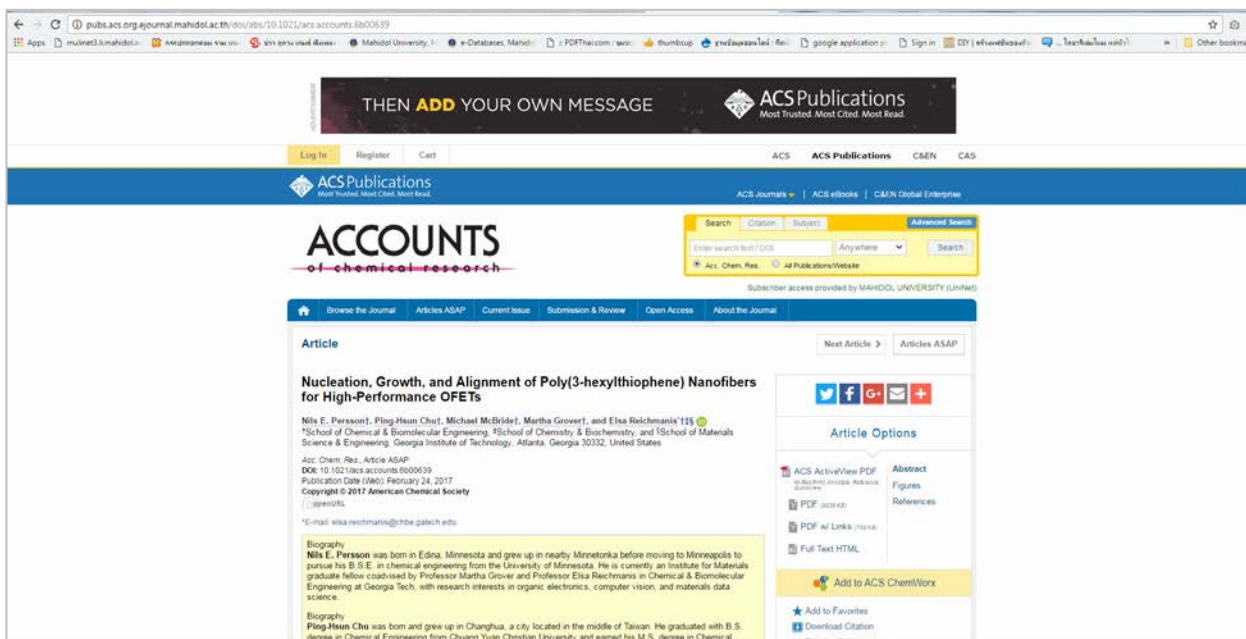 pubs.acs.org.ejournal.mahidol.ac.th/doi/abs/10.1021/acs.accounts.6b00639
Apps mulinet3.li.mahidol.a Mahidol University, e-Databases, Mahido PDFThai.com : thumbsup google application Sign in DIY | Other bookma
THEN ADD YOUR OWN MESSAGE
ACS Publications
Most Trusted. Most Cited. Most Read.
Log In Register Cart ACS ACS Publications C&EN CAS
ACS Publications
Most Trusted. Most Cited. Most Read.
ACS Journals | ACS eBooks | C&EN Global Enterprise
ACCOUNTS
of chemical research
Search Citation Subject Advanced Search
Enter search text / DOI Anywhere Search
Acc. Chem. Res. All Publications/Website
Subscriber access provided by MAHIDOL UNIVERSITY (UniNet)
Browse the Journal Articles ASAP Current Issue Submission & Review Open Access About the Journal
Article
Next Article > Articles ASAP
Nucleation, Growth, and Alignment of Poly(3-hexylthiophene) Nanofibers
for High-Performance OFETs
Nils E. Persson†, Ping-Hsun Chu†, Michael McBride†, Martha Grover†, and Elsa Reichmanis*†‡§
†School of Chemical & Biomolecular Engineering, ‡School of Chemistry & Biochemistry, and §School of Materials
Science & Engineering, Georgia Institute of Technology, Atlanta, Georgia 30332, United States
Acc. Chem. Res., Article ASAP
DOI: 10.1021/acs.accounts.6b00639
Publication Date (Web): February 24, 2017
Copyright © 2017 American Chemical Society
openURL
*E-mail: elsa.reichmanis@chbe.gatech.edu.
Biography
Nils E. Persson was born in Edina, Minnesota and grew up in nearby Minnetonka before moving to Minneapolis to
pursue his B.S.E. in chemical engineering from the University of Minnesota. He is currently an Institute for Materials
graduate fellow coadvised by Professor Martha Grover and Professor Elsa Reichmanis in Chemical & Biomolecular
Engineering at Georgia Tech, with research interests in organic electronics, computer vision, and materials data
science.
Biography
Ping-Hsun Chu was born and grew up in Changhua, a city located in the middle of Taiwan. He graduated with B.S.
degree in Chemical Engineering from Chuang Yuan Christian University and earned his M.S. degree in Chemical
Article Options
ACS ActiveView PDF
PDF
PDF w/ Links
Full Text HTML
Abstract
Figures
References
Add to ACS ChemWorx
Add to Favorites
Download Citation